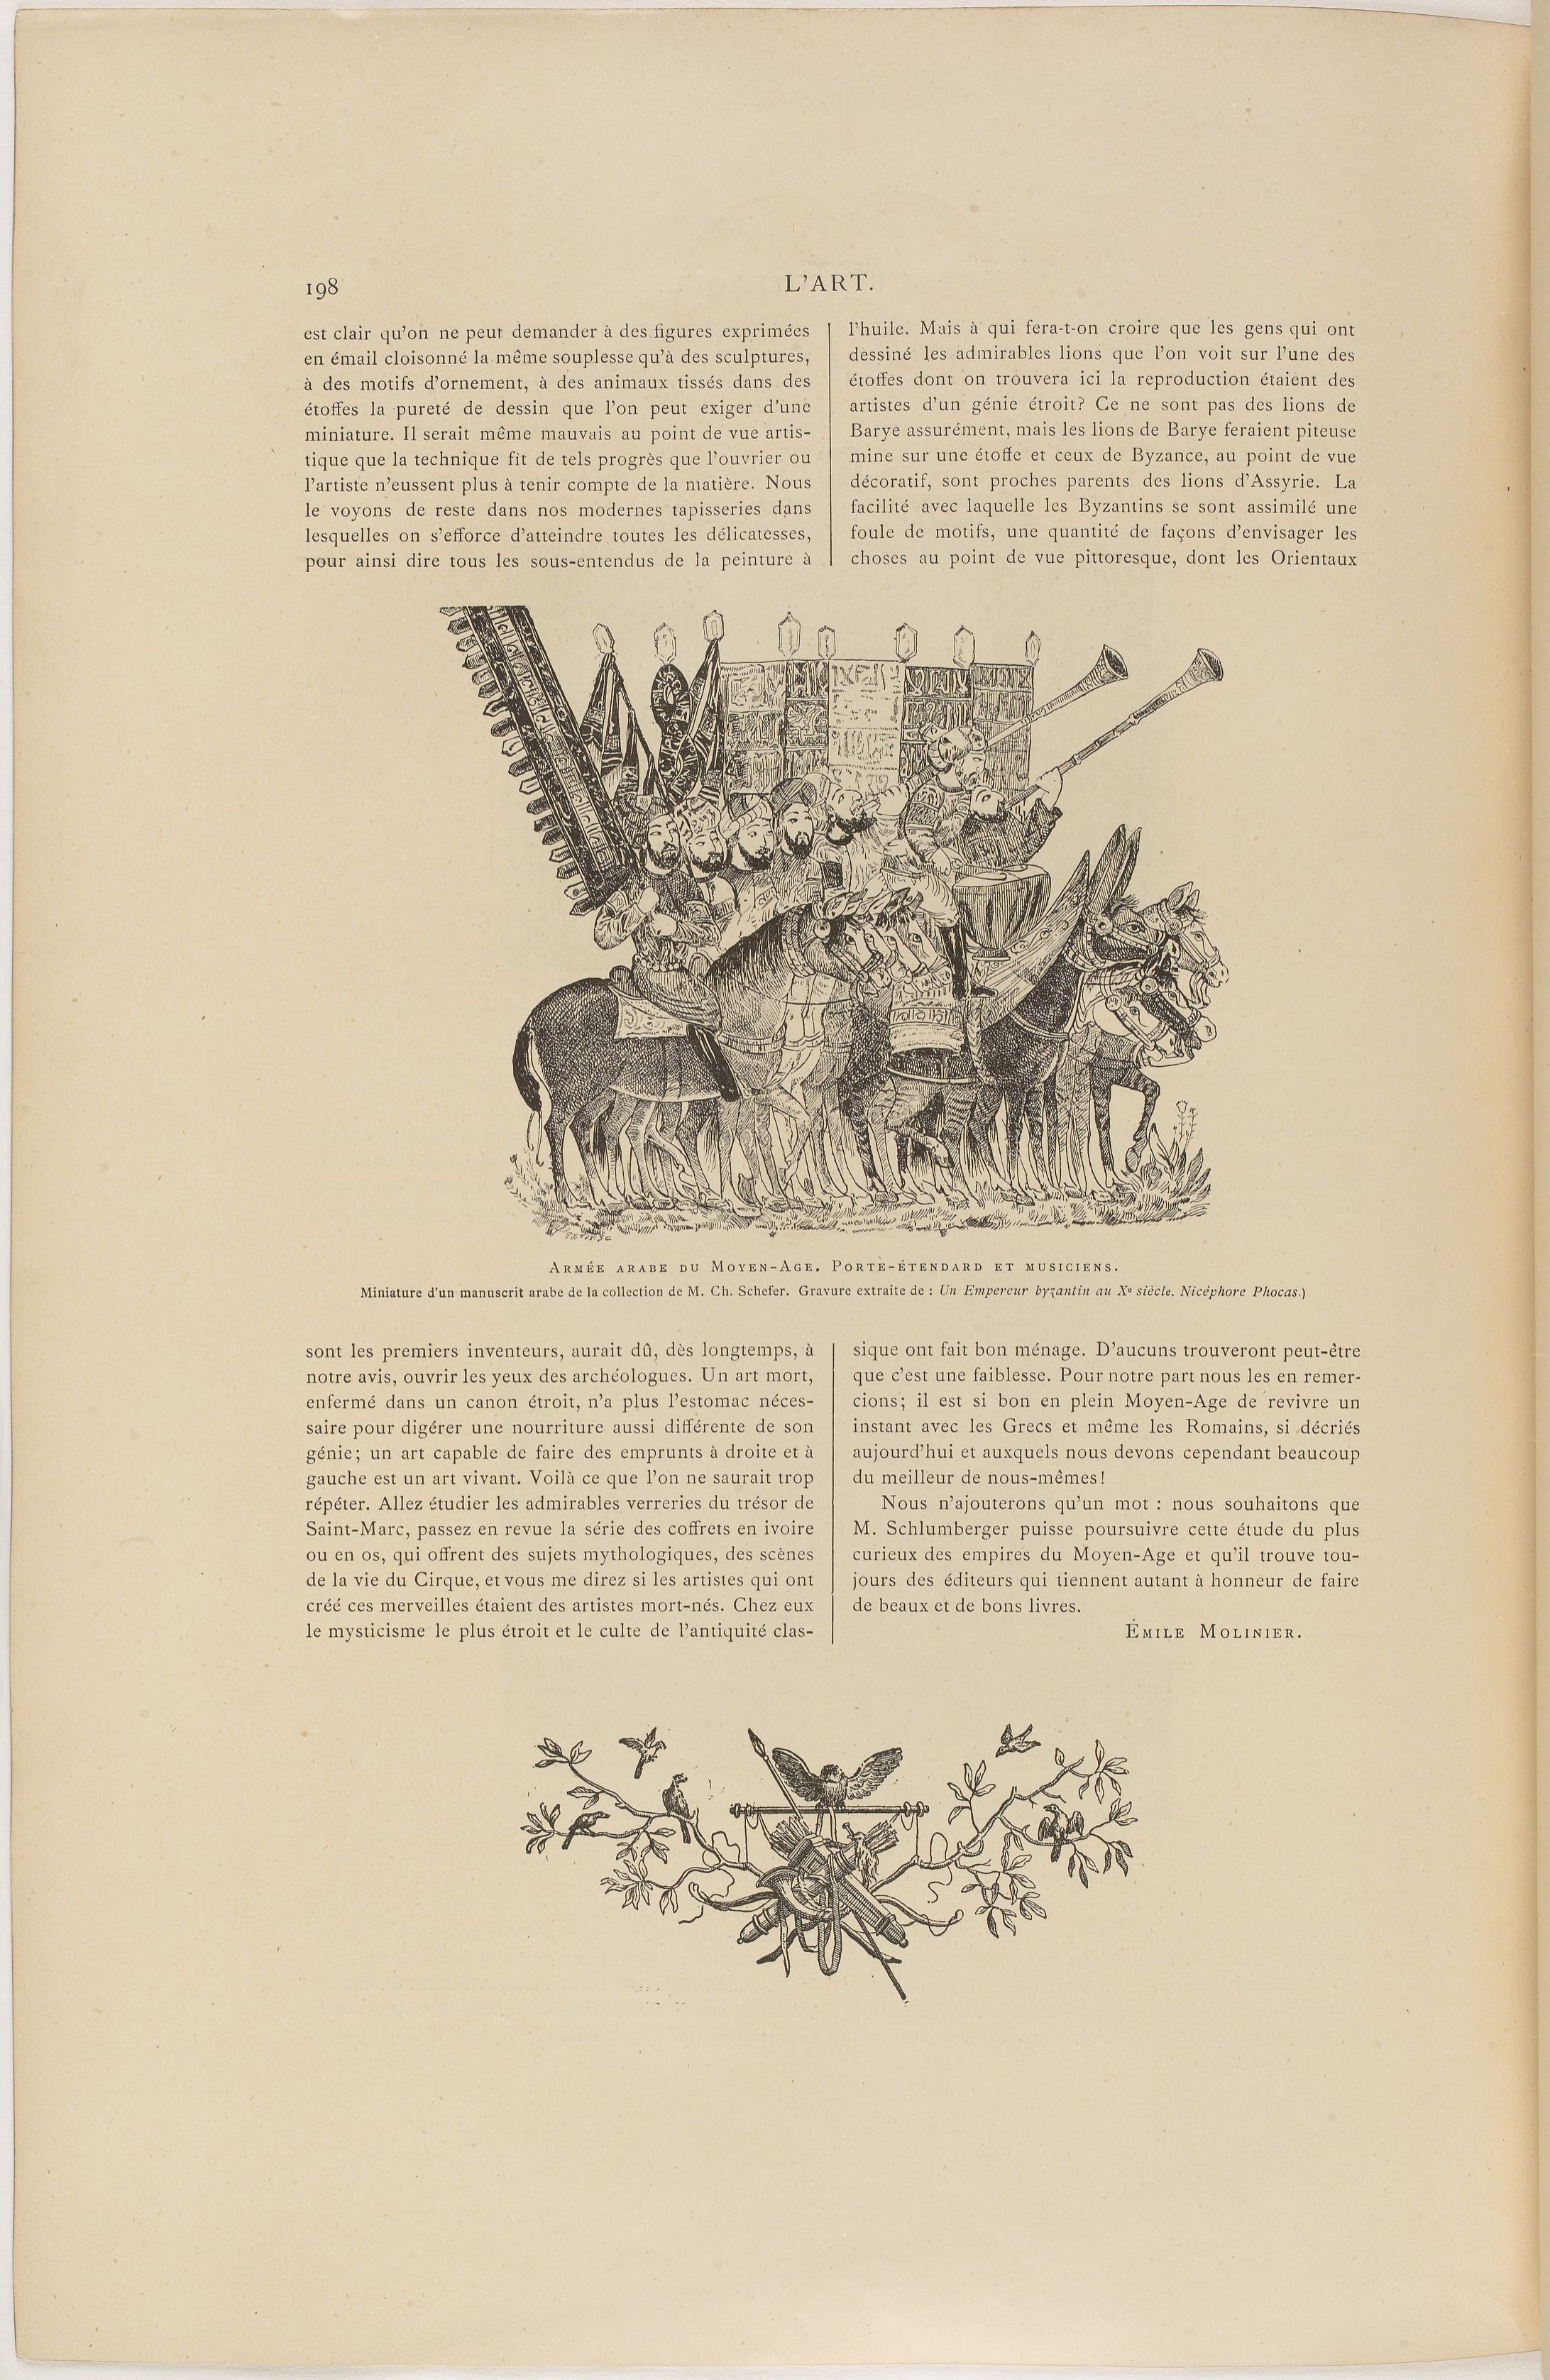 198
L'ART.
est clair qu'on ne peut demander à des figures exprimées
en émail cloisonné la même souplesse qu'à des sculptures,
à des motifs d'ornement, à des animaux tissés dans des
étoffes la pureté de dessin que l'on peut exiger d'une
miniature. Il serait même mauvais au point de vue artis-
tique que la technique fit de tels progrès que l'ouvrier ou
l'artiste n'eussent plus à tenir compte de la matière. Nous
le voyons de reste dans nos modernes tapisseries dans
lesquelles on s'efforce d'atteindre toutes les délicatesses,
pour ainsi dire tous les sous-entendus de la peinture à
l'huile. Mais à qui fera-t-on croire que les gens qui ont
dessiné les admirables lions que l'on voit sur l'une des
étoffes dont on trouvera ici la reproduction étaient des
artistes d'un génie étroit? Ce ne sont pas des lions de
Barye assurément, mais les lions de Barye feraient piteuse
mine sur une étoffe et ceux de Byzance, au point de vue
décoratif, sont proches parents des lions d'Assyrie. La
facilité avec laquelle les Byzantins se sont assimilé une
foule de motifs, une quantité de façons d'envisager les
choses au point de vue pittoresque, dont les Orientaux
Armée arabe du Moyen-Age. Porte-étendard et musiciens.
Miniature d'un manuscrit arabe de la collection de M. Ch. Schefer. Gravure extraite de : Un Empereur byzantin au Xe siècle. Nicéphore Phocas.)
sont les premiers inventeurs, aurait dû, dès longtemps, à
notre avis, ouvrir les yeux des archéologues. Un art mort,
enfermé dans un canon étroit, n'a plus l'estomac néces-
saire pour digérer une nourriture aussi différente de son
génie; un art capable de faire des emprunts à droite et à
gauche est un art vivant. Voilà ce que l'on ne saurait trop
répéter. Allez étudier les admirables verreries du trésor de
Saint-Marc, passez en revue la série des coffrets en ivoire
ou en os, qui offrent des sujets mythologiques, des scènes
de la vie du Cirque, et vous me direz si les artistes qui ont
créé ces merveilles étaient des artistes mort-nés. Chez eux
le mysticisme le plus étroit et le culte de l'antiquité clas-
sique ont fait bon ménage. D'aucuns trouveront peut-être
que c'est une faiblesse. Pour notre part nous les en remer-
cions; il est si bon en plein Moyen-Age de revivre un
instant avec les Grecs et même les Romains, si décriés
aujourd'hui et auxquels nous devons cependant beaucoup
du meilleur de nous-mêmes!
Nous n'ajouterons qu'un mot : nous souhaitons que
M. Schlumberger puisse poursuivre cette étude du plus
curieux des empires du Moyen-Age et qu'il trouve tou-
jours des éditeurs qui tiennent autant à honneur de faire
de beaux et de bons livres.
Émile Molinier.